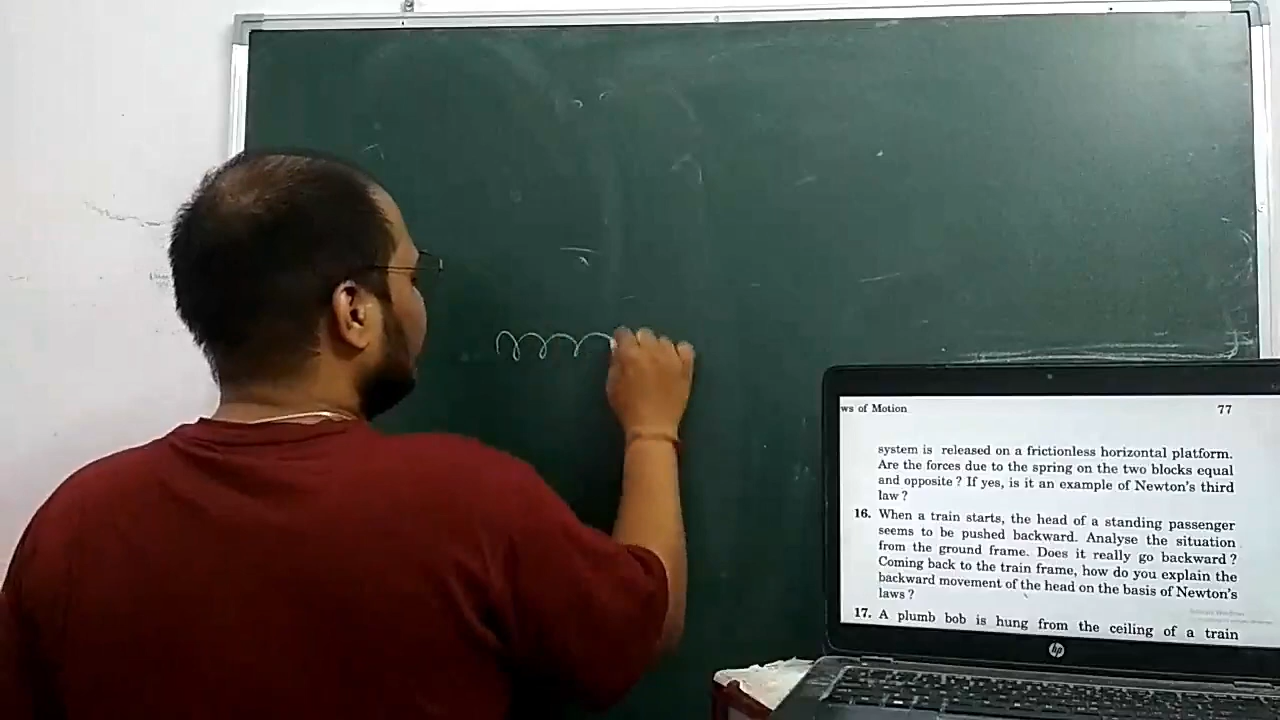 ws of Motion 77
system is released on a frictionless horizontal platform.
Are the forces due to the spring on the two blocks equal
and opposite ? If yes, is it an example of Newton's third
law ?
16. When a train starts, the head of a standing passenger
seems to be pushed backward. Analyse the situation
from the ground frame. Does it really go backward ?
Coming back to the train frame, how do you explain the
backward movement of the head on the basis of Newton's
laws ?
17. A plumb bob is hung from the ceiling of a train
hp